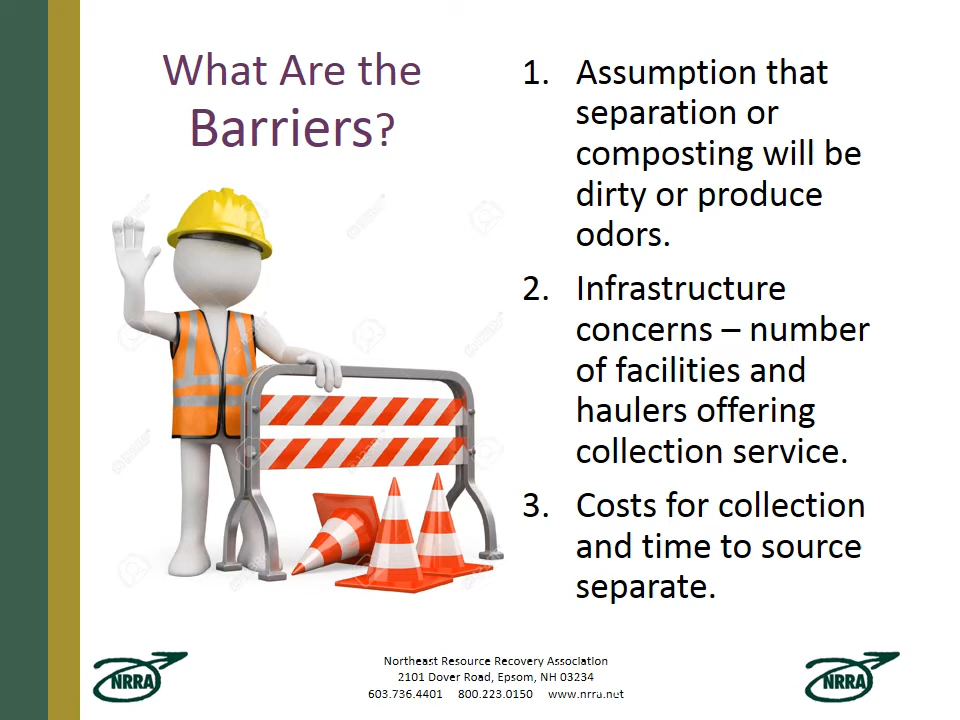 What Are the
Barriers?
1. Assumption that
separation or
composting will be
dirty or produce
odors.
2. Infrastructure
concerns – number
of facilities and
haulers offering
collection service.
3. Costs for collection
and time to source
separate.
NRRA
Northeast Resource Recovery Association
2101 Dover Road, Epsom, NH 03234
603.736.4401 800.223.0150 www.nrra.net
NRRA